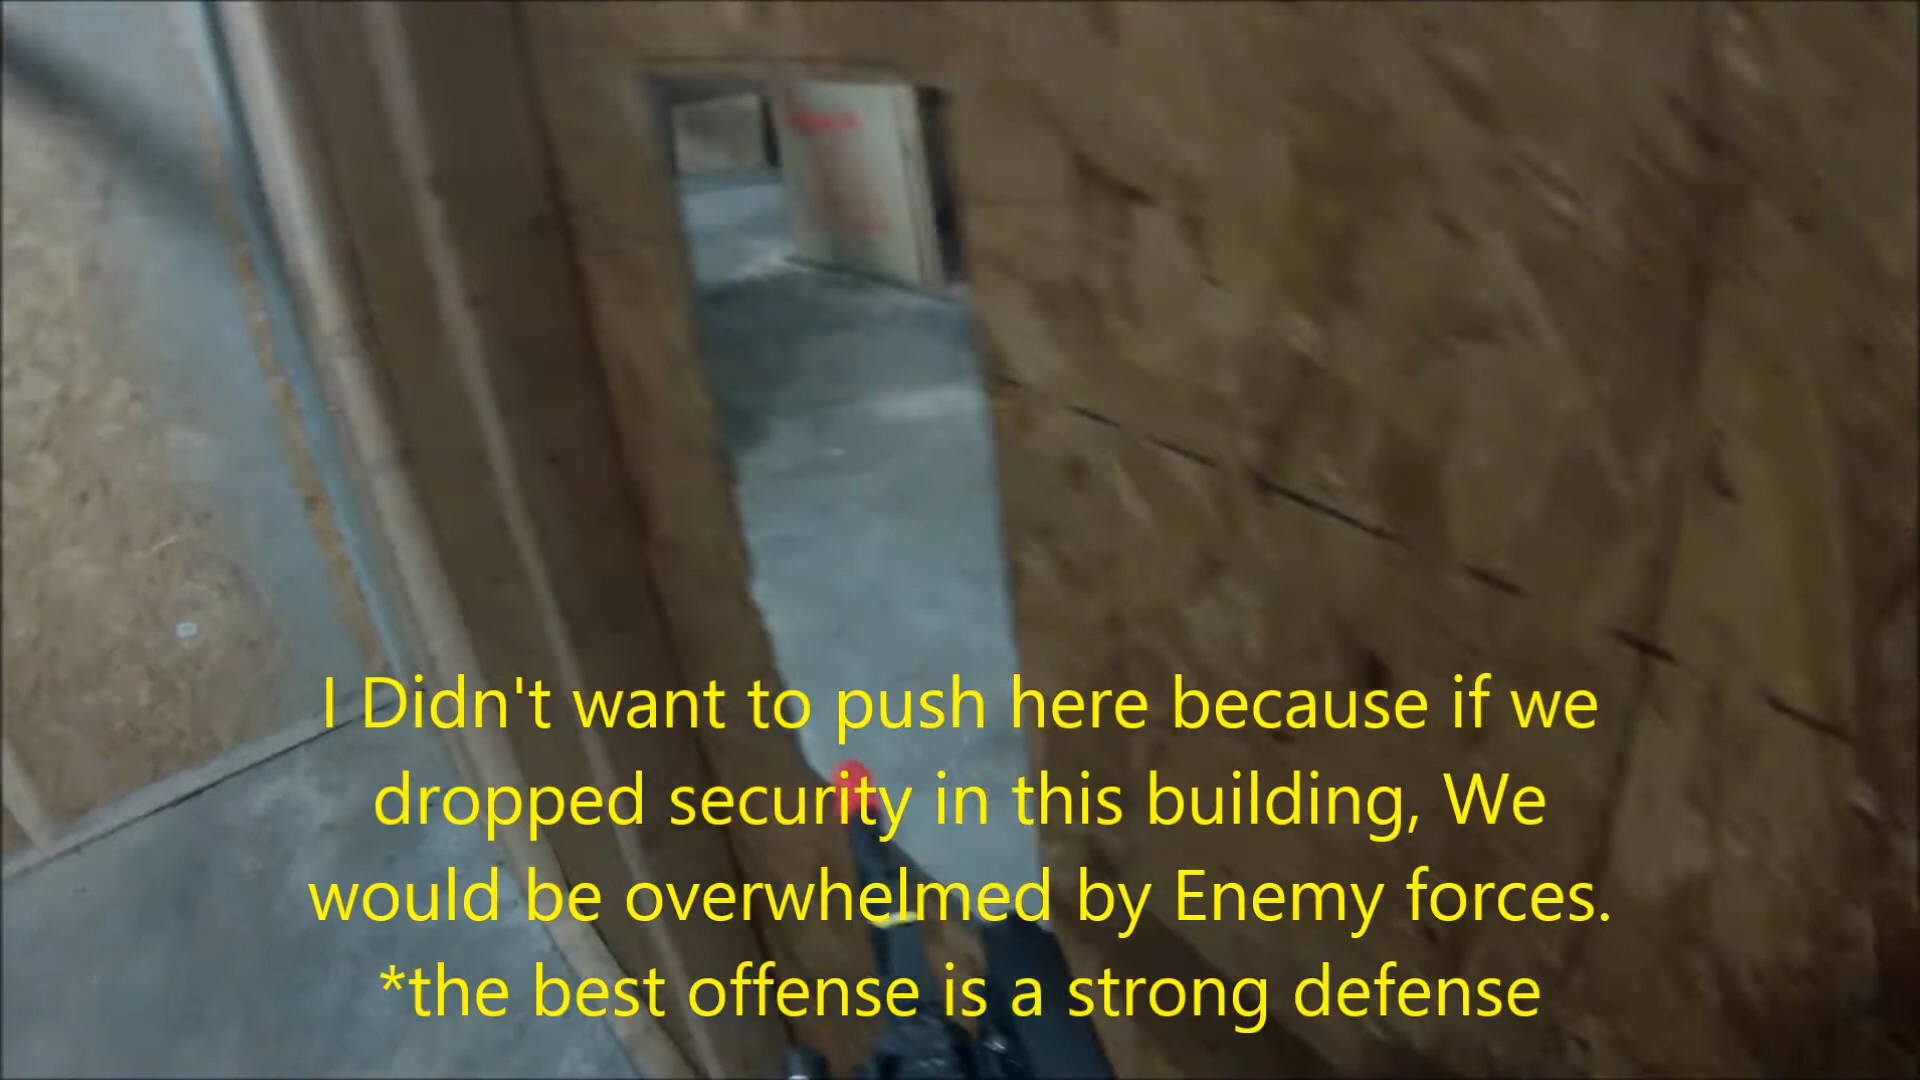 I Didn't want to push here because if we
dropped security in this building, We
would be overwhelmed by Enemy forces.
*the best offense is a strong defense